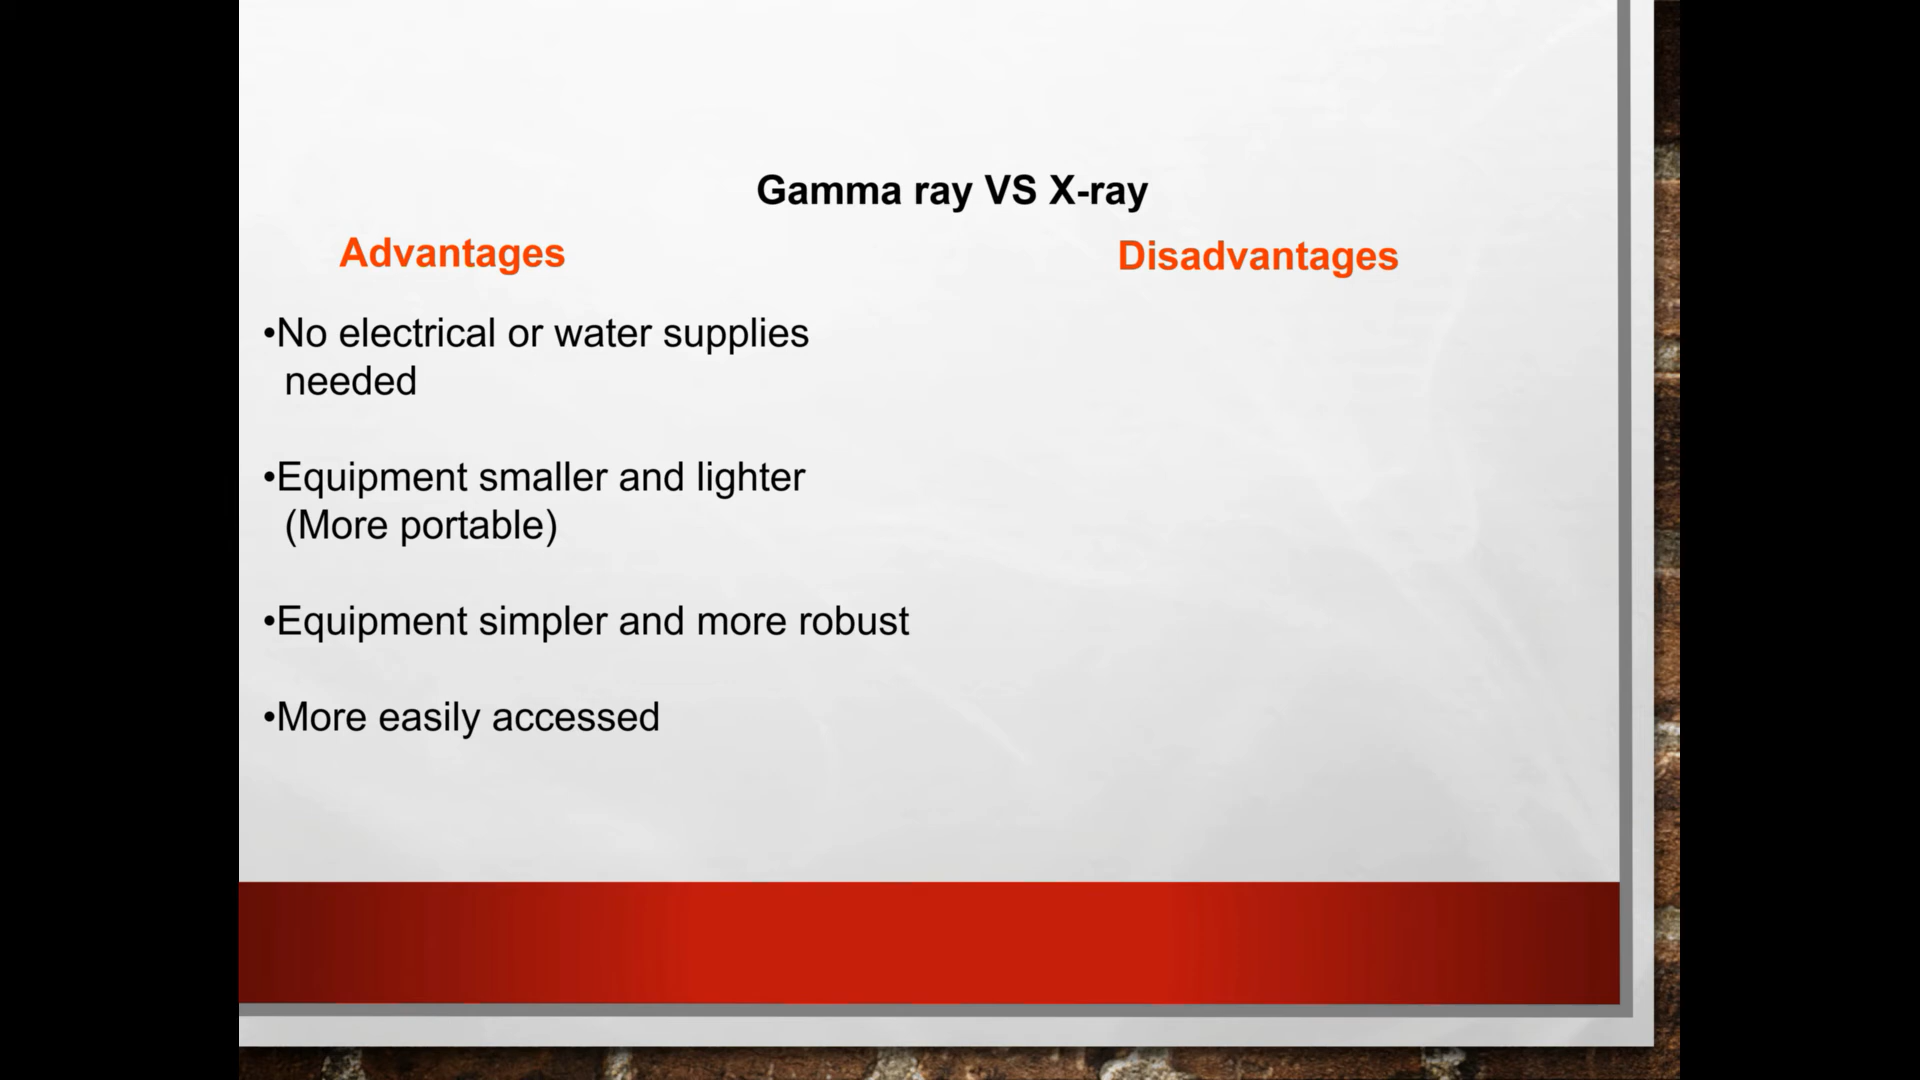 Gamma ray VS X-ray
Advantages
Disadvantages
•No electrical or water supplies
needed
•Equipment smaller and lighter
(More portable)
•Equipment simpler and more robust
•More easily accessed